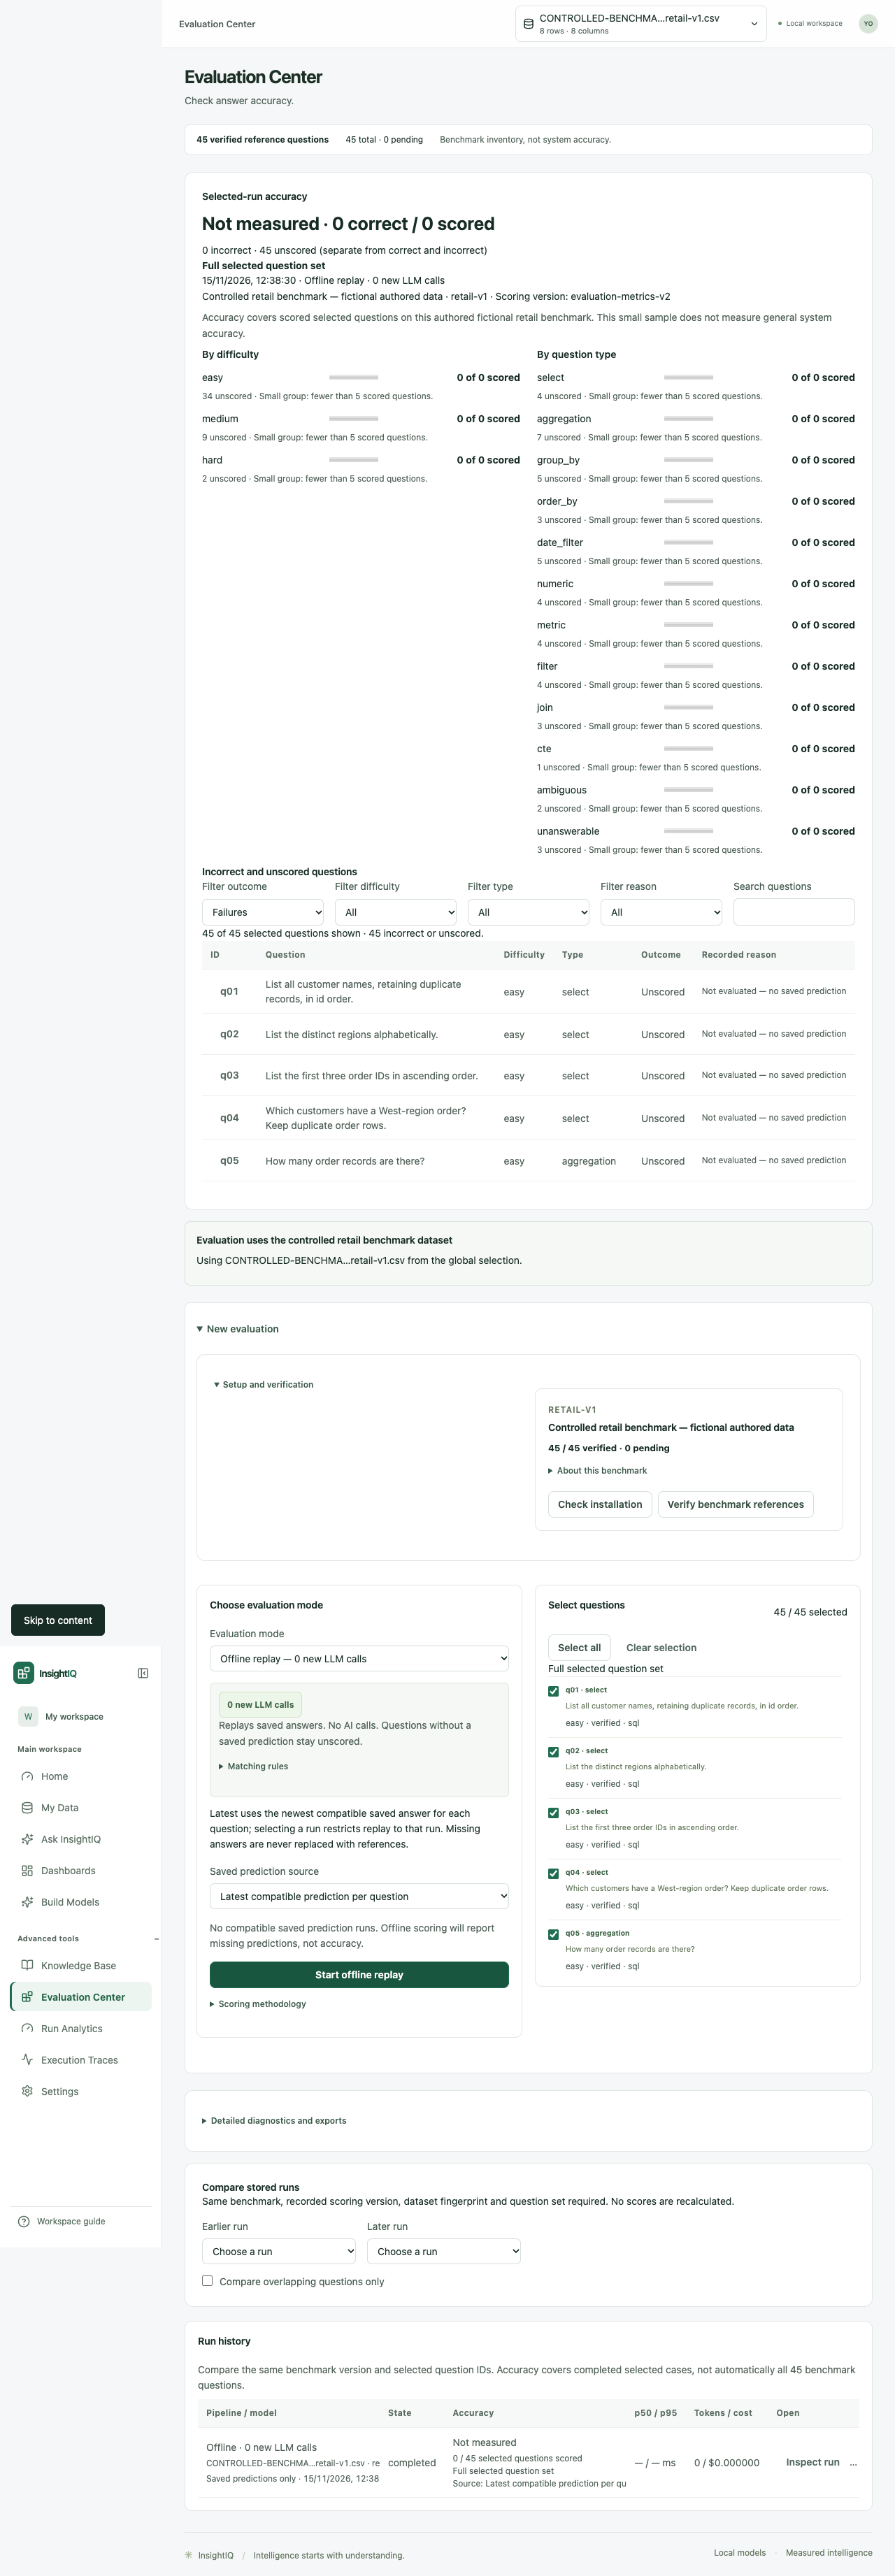 Evaluation Center
CONTROLLED-BENCHMA...retail-v1.csv
8 rows · 8 columns
Local workspace
YO
Evaluation Center
Check answer accuracy.
45 verified reference questions 45 total · 0 pending Benchmark inventory, not system accuracy.
Selected-run accuracy
Not measured · 0 correct / 0 scored
0 incorrect · 45 unscored (separate from correct and incorrect)
Full selected question set
15/11/2026, 12:38:30 · Offline replay · 0 new LLM calls
Controlled retail benchmark — fictional authored data · retail-v1 · Scoring version: evaluation-metrics-v2
Accuracy covers scored selected questions on this authored fictional retail benchmark. This small sample does not measure general system
accuracy.
By difficulty
easy 0 of 0 scored
34 unscored · Small group: fewer than 5 scored questions.
medium 0 of 0 scored
9 unscored · Small group: fewer than 5 scored questions.
hard 0 of 0 scored
2 unscored · Small group: fewer than 5 scored questions.
By question type
select 0 of 0 scored
4 unscored · Small group: fewer than 5 scored questions.
aggregation 0 of 0 scored
7 unscored · Small group: fewer than 5 scored questions.
group_by 0 of 0 scored
5 unscored · Small group: fewer than 5 scored questions.
order_by 0 of 0 scored
3 unscored · Small group: fewer than 5 scored questions.
date_filter 0 of 0 scored
5 unscored · Small group: fewer than 5 scored questions.
numeric 0 of 0 scored
4 unscored · Small group: fewer than 5 scored questions.
metric 0 of 0 scored
4 unscored · Small group: fewer than 5 scored questions.
filter 0 of 0 scored
4 unscored · Small group: fewer than 5 scored questions.
join 0 of 0 scored
3 unscored · Small group: fewer than 5 scored questions.
cte 0 of 0 scored
1 unscored · Small group: fewer than 5 scored questions.
ambiguous 0 of 0 scored
2 unscored · Small group: fewer than 5 scored questions.
unanswerable 0 of 0 scored
3 unscored · Small group: fewer than 5 scored questions.
Incorrect and unscored questions
Filter outcome Filter difficulty Filter type Filter reason Search questions
Failures All All All
45 of 45 selected questions shown · 45 incorrect or unscored.
ID Question Difficulty Type Outcome Recorded reason
q01 List all customer names, retaining duplicate
records, in id order. easy select Unscored Not evaluated — no saved prediction
q02 List the distinct regions alphabetically. easy select Unscored Not evaluated — no saved prediction
q03 List the first three order IDs in ascending order. easy select Unscored Not evaluated — no saved prediction
q04 Which customers have a West-region order?
Keep duplicate order rows. easy select Unscored Not evaluated — no saved prediction
q05 How many order records are there? easy aggregation Unscored Not evaluated — no saved prediction
Evaluation uses the controlled retail benchmark dataset
Using CONTROLLED-BENCHMA...retail-v1.csv from the global selection.
New evaluation
Setup and verification
RETAIL-V1
Controlled retail benchmark — fictional authored data
45 / 45 verified · 0 pending
About this benchmark
Check installation Verify benchmark references
Choose evaluation mode
Evaluation mode
Offline replay — 0 new LLM calls
0 new LLM calls
Replays saved answers. No AI calls. Questions without a
saved prediction stay unscored.
Matching rules
Latest uses the newest compatible saved answer for each
question; selecting a run restricts replay to that run. Missing
answers are never replaced with references.
Saved prediction source
Latest compatible prediction per question
No compatible saved prediction runs. Offline scoring will report
missing predictions, not accuracy.
Start offline replay
Scoring methodology
Select questions
45 / 45 selected
Select all Clear selection
Full selected question set
q01 · select
List all customer names, retaining duplicate records, in id order.
easy · verified · sql
q02 · select
List the distinct regions alphabetically.
easy · verified · sql
q03 · select
List the first three order IDs in ascending order.
easy · verified · sql
q04 · select
Which customers have a West-region order? Keep duplicate order rows.
easy · verified · sql
q05 · aggregation
How many order records are there?
easy · verified · sql
Skip to content
InsightIQ
W My workspace
Main workspace
Home
My Data
Ask InsightIQ
Dashboards
Build Models
Advanced tools –
Knowledge Base
Evaluation Center
Run Analytics
Execution Traces
Settings
Workspace guide
Detailed diagnostics and exports
Compare stored runs
Same benchmark, recorded scoring version, dataset fingerprint and question set required. No scores are recalculated.
Earlier run Later run
Choose a run Choose a run
Compare overlapping questions only
Run history
Compare the same benchmark version and selected question IDs. Accuracy covers completed selected cases, not automatically all 45 benchmark
questions.
Pipeline / model State Accuracy p50 / p95 Tokens / cost Open
Offline · 0 new LLM calls
CONTROLLED-BENCHMA...retail-v1.csv · re
Saved predictions only · 15/11/2026, 12:38
completed
Not measured
0 / 45 selected questions scored
Full selected question set
Source: Latest compatible prediction per qu
— / — ms
0 / $0.000000
Inspect run ...
InsightIQ / Intelligence starts with understanding.
Local models · Measured intelligence